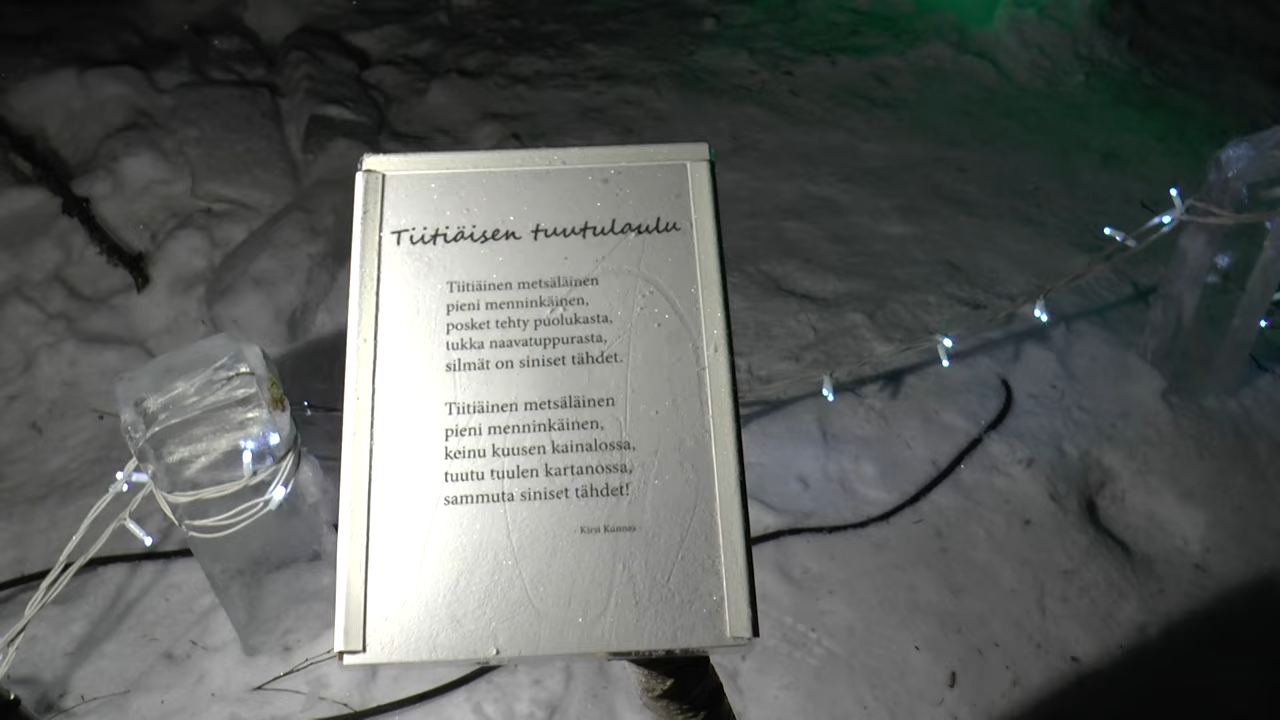 Tiitiäisen tuutulaulu
Tiitiäinen metsäläinen
pieni menninkäinen,
posket tehty puolukasta,
tukka naavatuppurasta,
silmät on siniset tähdet.
Tiitiäinen metsäläinen
pieni menninkäinen,
keinu kuusen kainalossa,
tuutu tuulen kartanossa,
sammuta siniset tähdet!
- Kirsi Kunnas